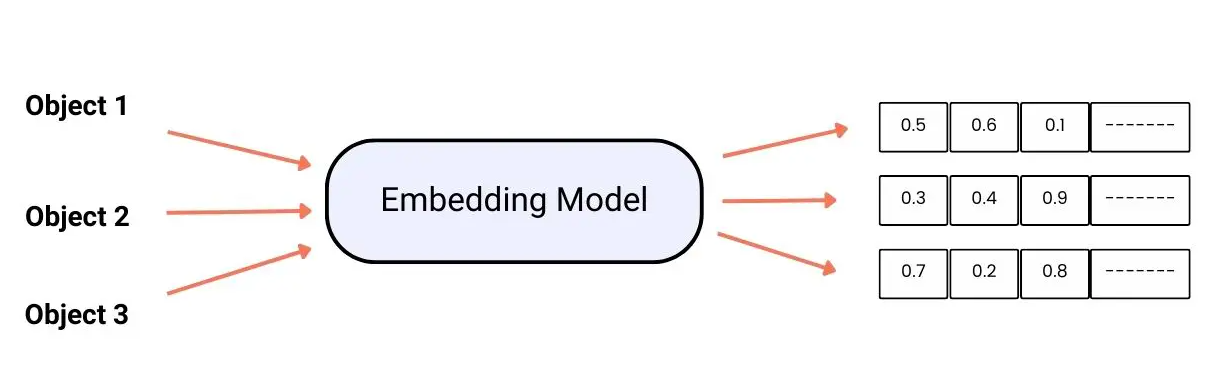 Object 1
Object 2
Object 3
Embedding Model
0.5 0.6 0.1 -------
0.3 0.4 0.9 -------
0.7 0.2 0.8 -------